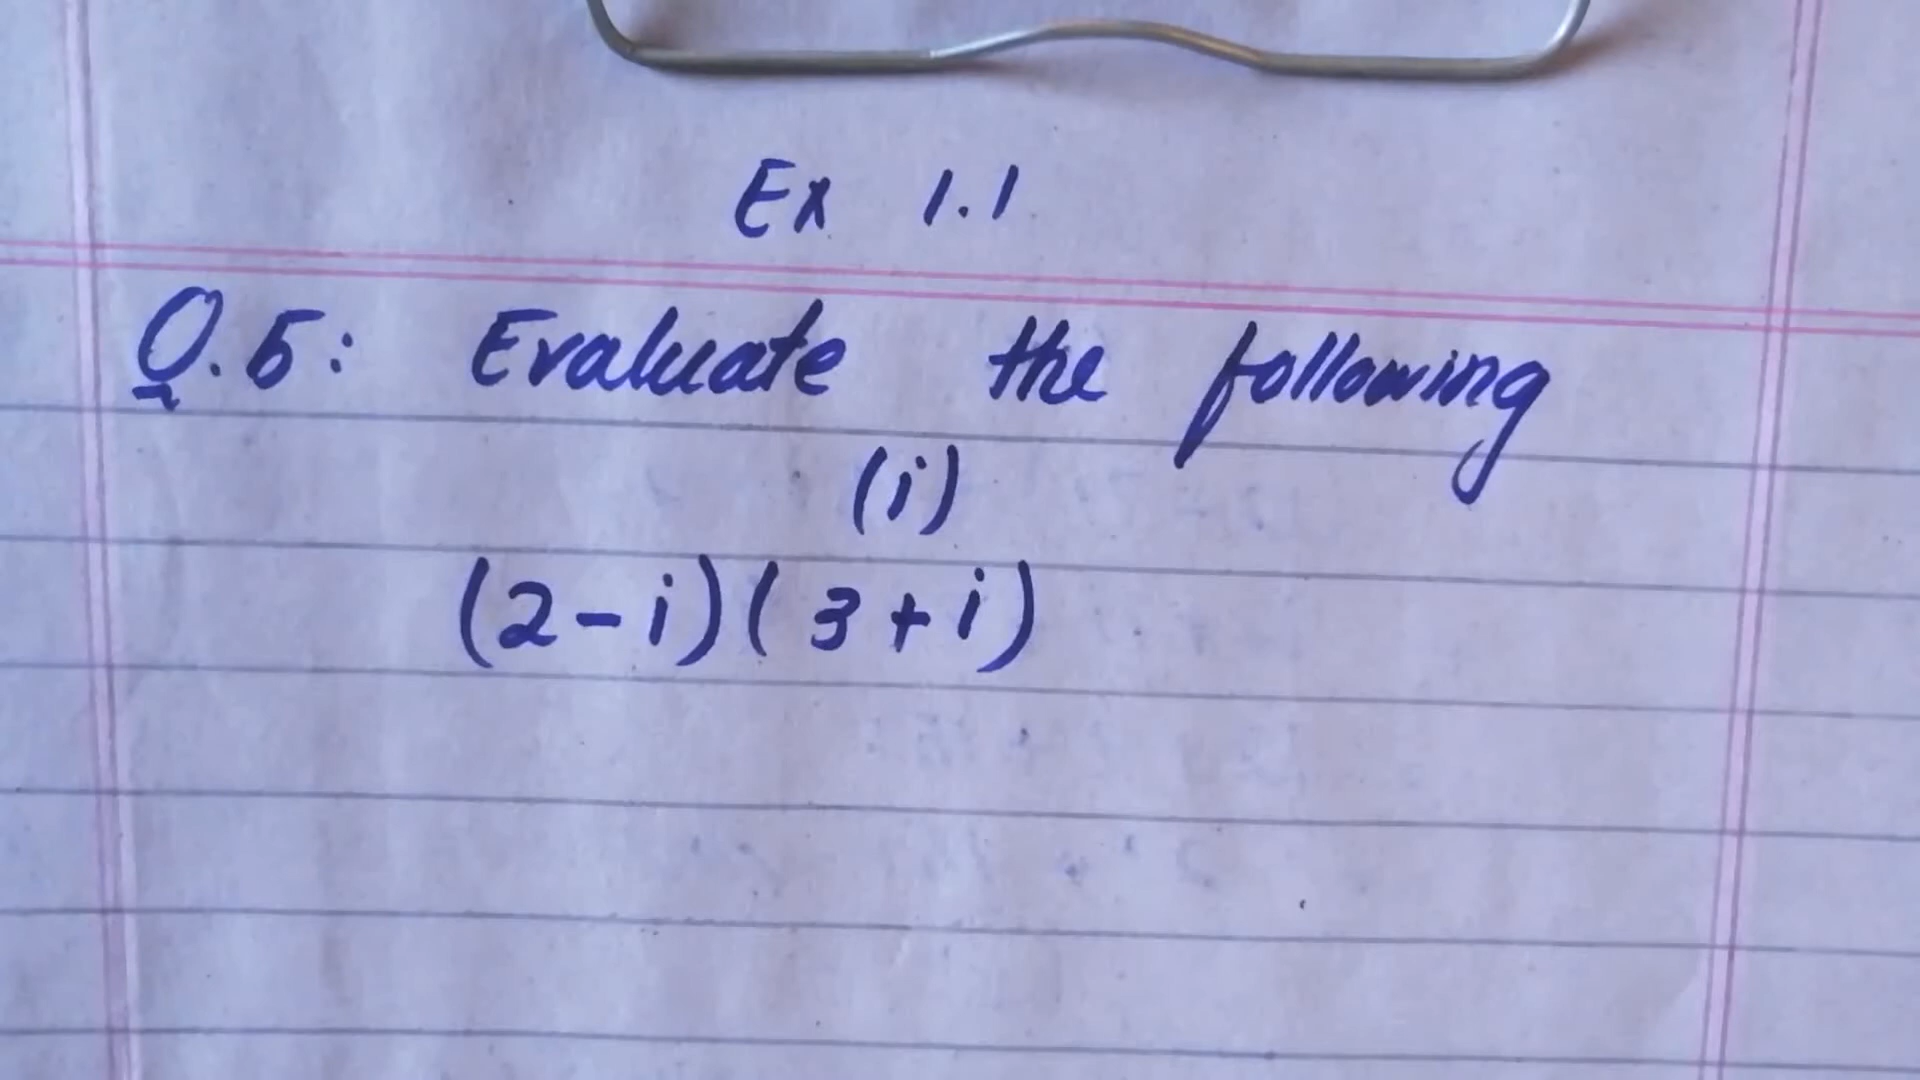 Ex 1.1
Q.5: Evaluate the following
(i)
(2-i)(3+i)